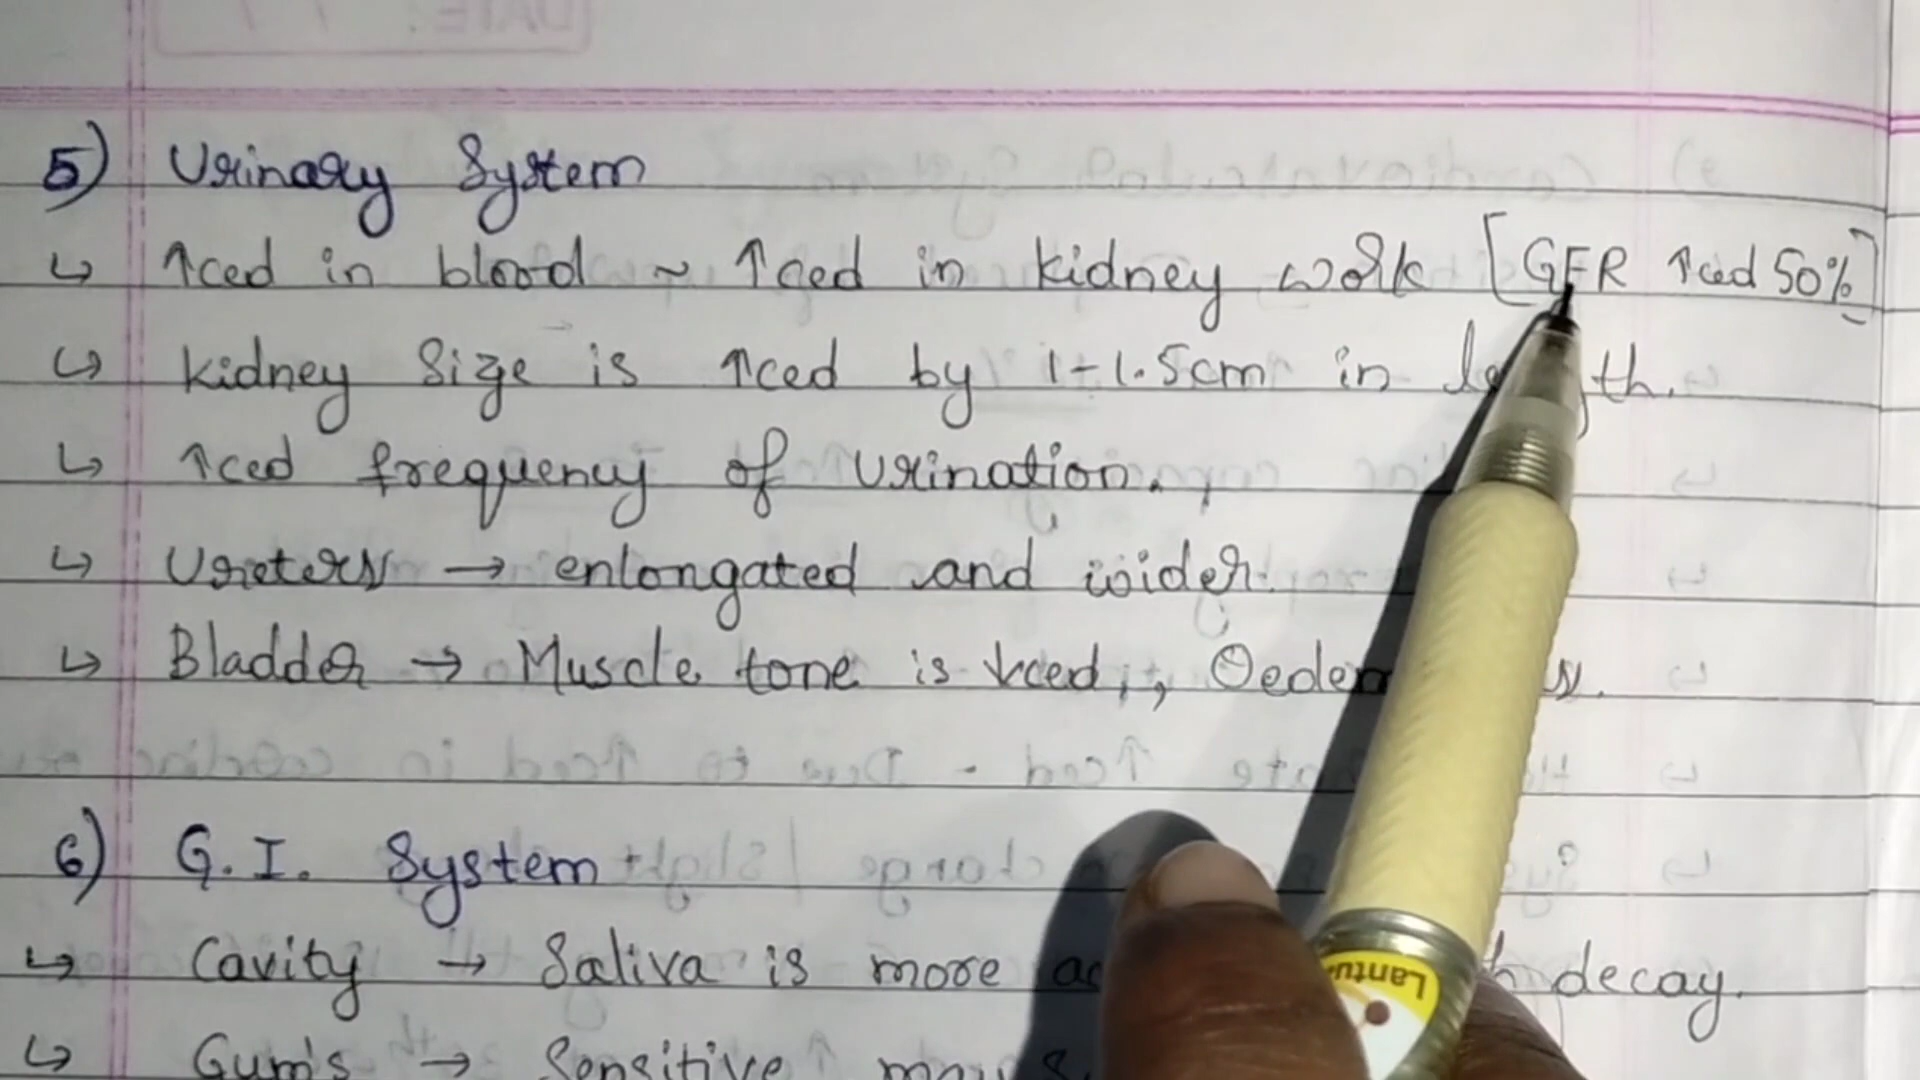 5) Urinary System
↳ ↑ced in blood ~ ↑ced in kidney work [GFR ↑ced 50%]
↳ kidney Size is ↑ced by 1-1.5cm in length.
↳ ↑ced frequency of urination.
↳ Ureters → enlongated and wider.
↳ Bladder → Muscle tone is ↓ced,,
6) G.I. System
↳ Cavity → Saliva is more decay.
↳ Gum's → Sensitive
Lantu